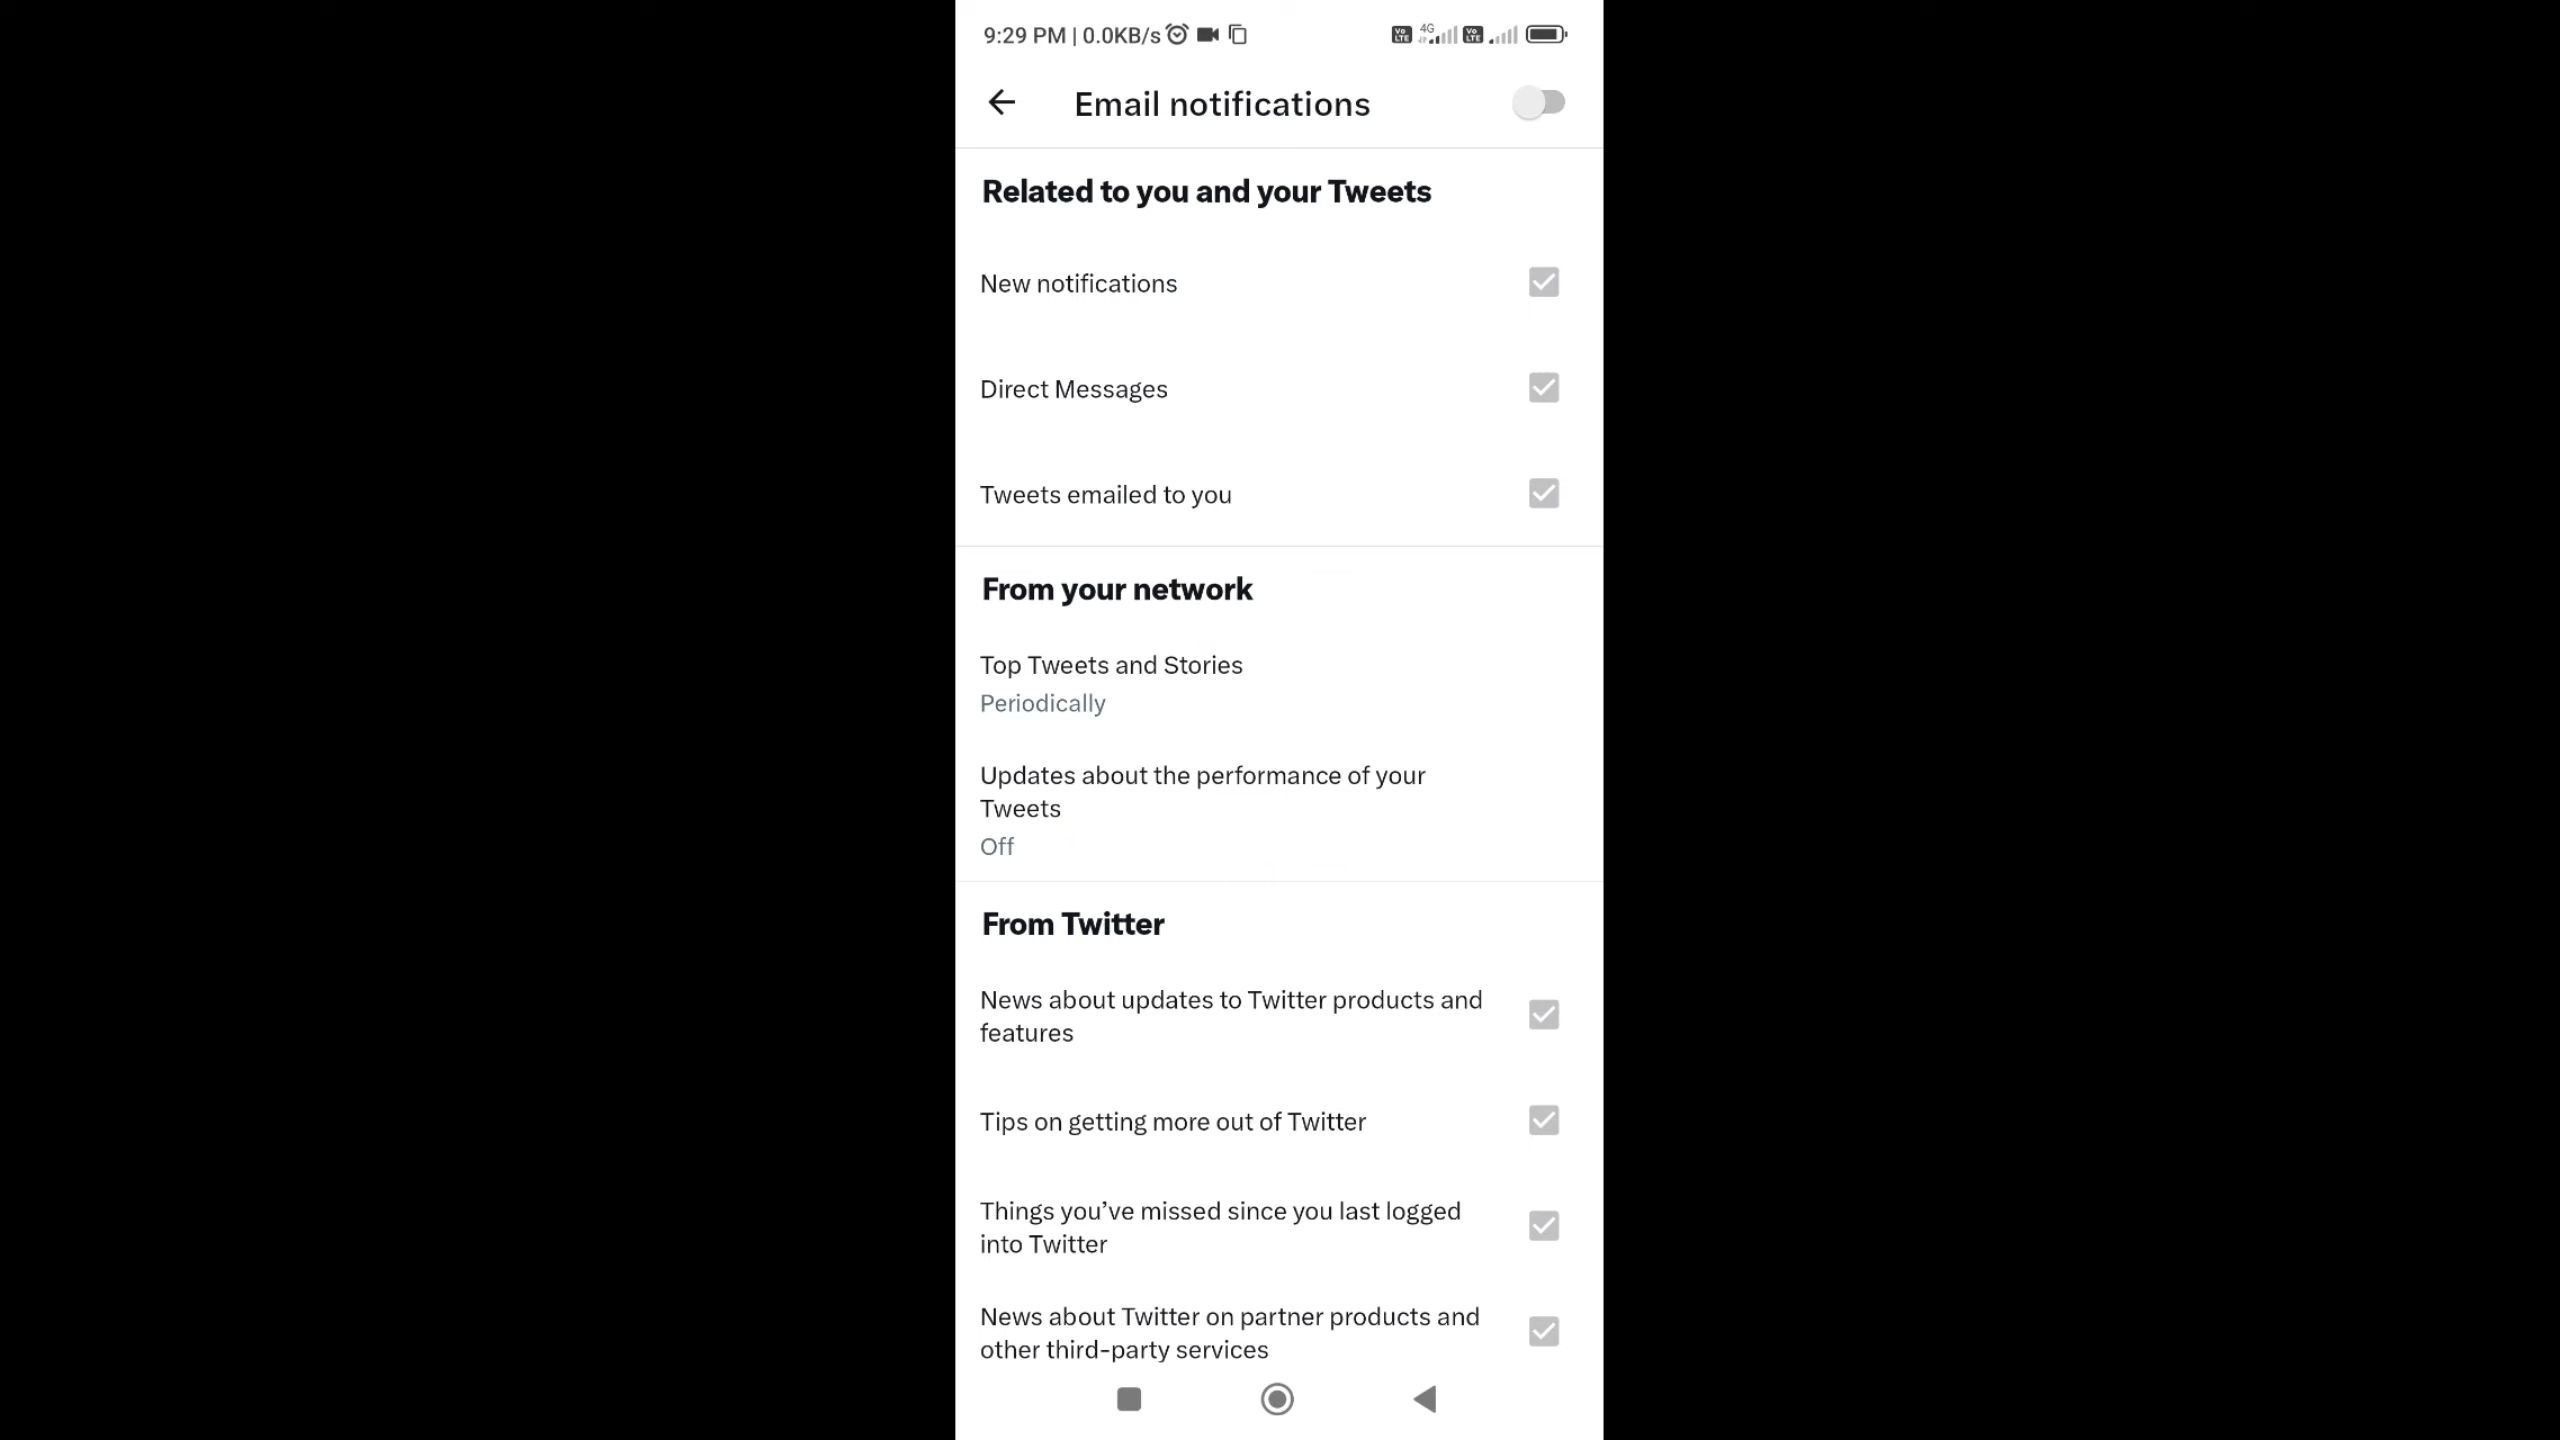 9:29 PM | 0.0KB/s
4G
Email notifications
Related to you and your Tweets
New notifications
Direct Messages
Tweets emailed to you
From your network
Top Tweets and Stories
Periodically
Updates about the performance of your
Tweets
Off
From Twitter
News about updates to Twitter products and
features
Tips on getting more out of Twitter
Things you’ve missed since you last logged
into Twitter
News about Twitter on partner products and
other third-party services